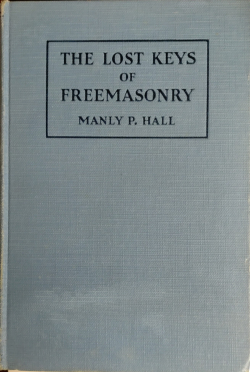 THE LOST KEYS
OF
FREEMASONRY
MANLY P. HALL